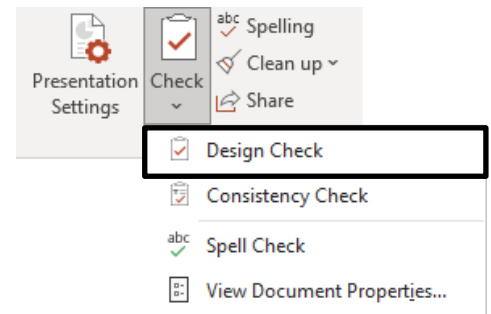 Presentation
Settings
Check
abc Spelling
Clean up
Share
Design Check
Consistency Check
abc Spell Check
View Document Properties...